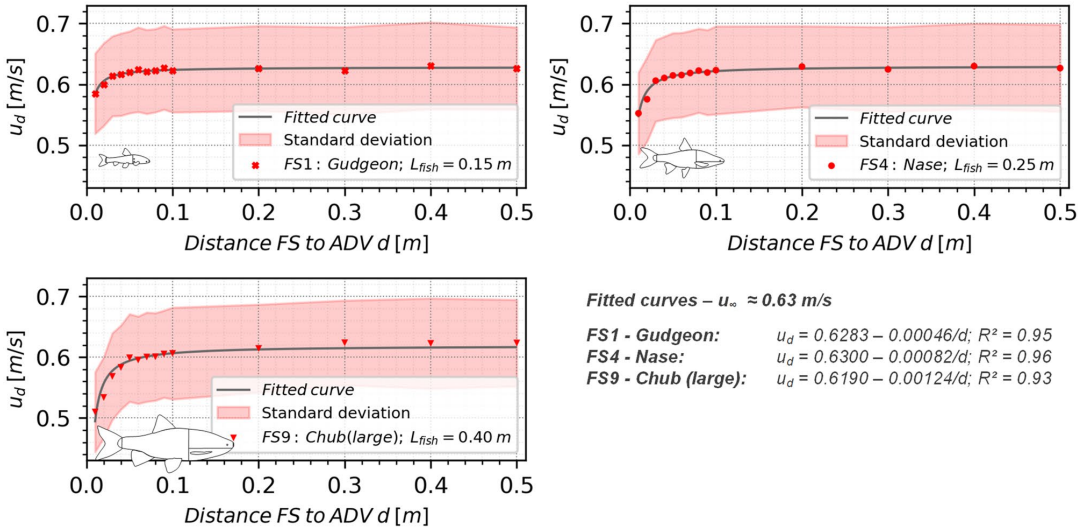 0.7
0.6
0.5
u_d [m/s]
Fitted curve
Standard deviation
FS1 : Gudgeon; L_fish = 0.15 m
0.0 0.1 0.2 0.3 0.4 0.5
Distance FS to ADV d [m]
0.7
0.6
0.5
u_d [m/s]
Fitted curve
Standard deviation
FS4 : Nase; L_fish = 0.25 m
0.0 0.1 0.2 0.3 0.4 0.5
Distance FS to ADV d [m]
0.7
0.6
0.5
u_d [m/s]
Fitted curve
Standard deviation
FS9 : Chub(large); L_fish = 0.40 m
0.0 0.1 0.2 0.3 0.4 0.5
Distance FS to ADV d [m]
Fitted curves – u∞ ≈ 0.63 m/s
FS1 - Gudgeon: u_d = 0.6283 – 0.00046/d; R² = 0.95
FS4 - Nase: u_d = 0.6300 – 0.00082/d; R² = 0.96
FS9 - Chub (large): u_d = 0.6190 – 0.00124/d; R² = 0.93